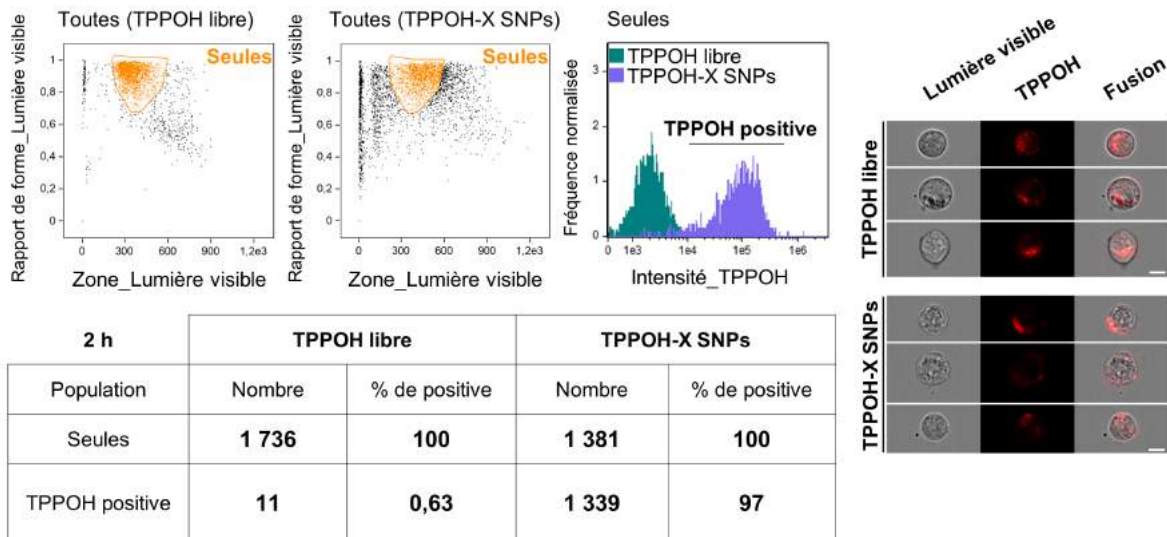 Toutes (TPPOH libre)
Seules
Rapport de forme_Lumière visible
1
0,8
0,6
0,4
0,2
0
0 300 600 900 1,2e3
Zone_Lumière visible
Toutes (TPPOH-X SNPs)
Seules
Rapport de forme_Lumière visible
1
0,8
0,6
0,4
0,2
0
0 300 600 900 1,2e3
Zone_Lumière visible
Seules
TPPOH libre
TPPOH-X SNPs
TPPOH positive
Fréquence normalisée
3
2
1
0
0 1e3 1e4 1e5 1e6
Intensité_TPPOH
Lumière visible
TPPOH
Fusion
TPPOH libre
TPPOH-X SNPs
2 h TPPOH libre TPPOH-X SNPs
Population Nombre % de positive Nombre % de positive
Seules 1 736 100 1 381 100
TPPOH positive 11 0,63 1 339 97